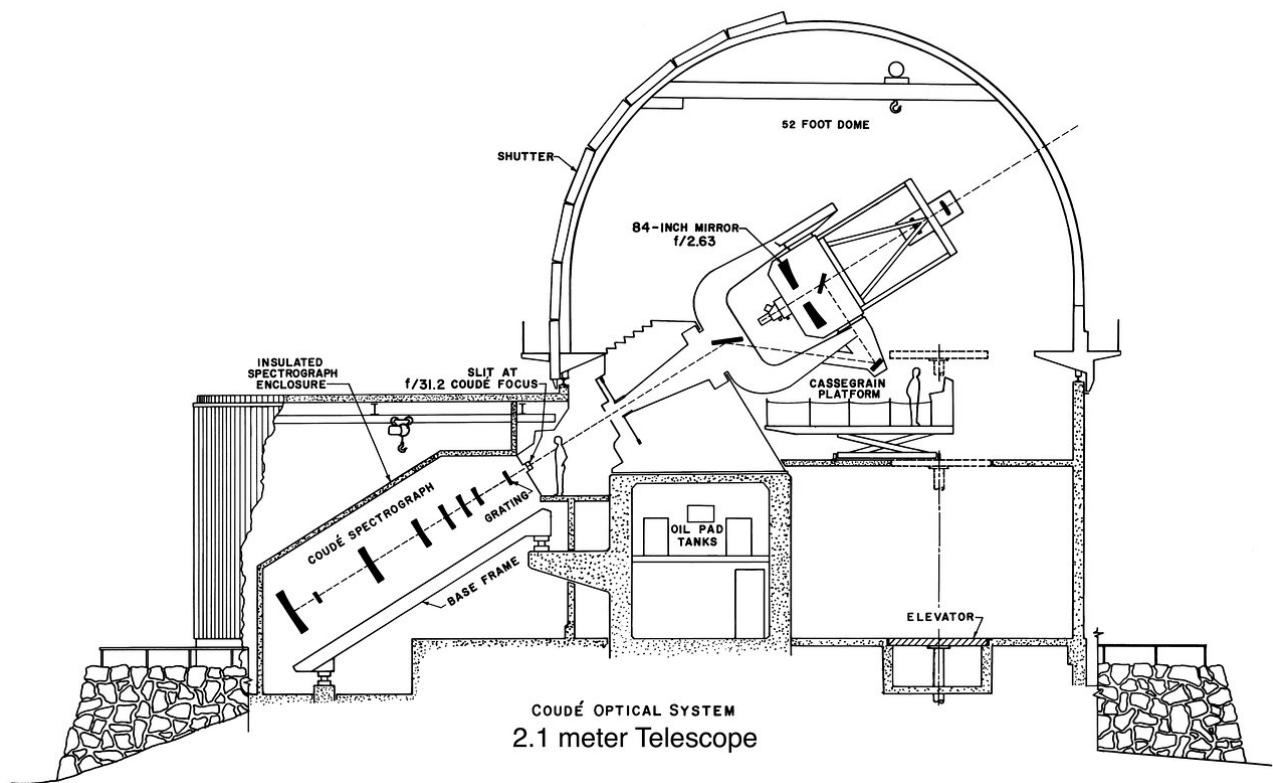 52 FOOT DOME
SHUTTER
84-INCH MIRROR
f/2.63
INSULATED
SPECTROGRAPH
ENCLOSURE
SLIT AT
f/31.2 COUDÉ FOCUS
CASSEGRAIN
PLATFORM
COUDÉ SPECTROGRAPH
GRATING
OIL PAD
TANKS
BASE FRAME
ELEVATOR
COUDÉ OPTICAL SYSTEM
2.1 meter Telescope